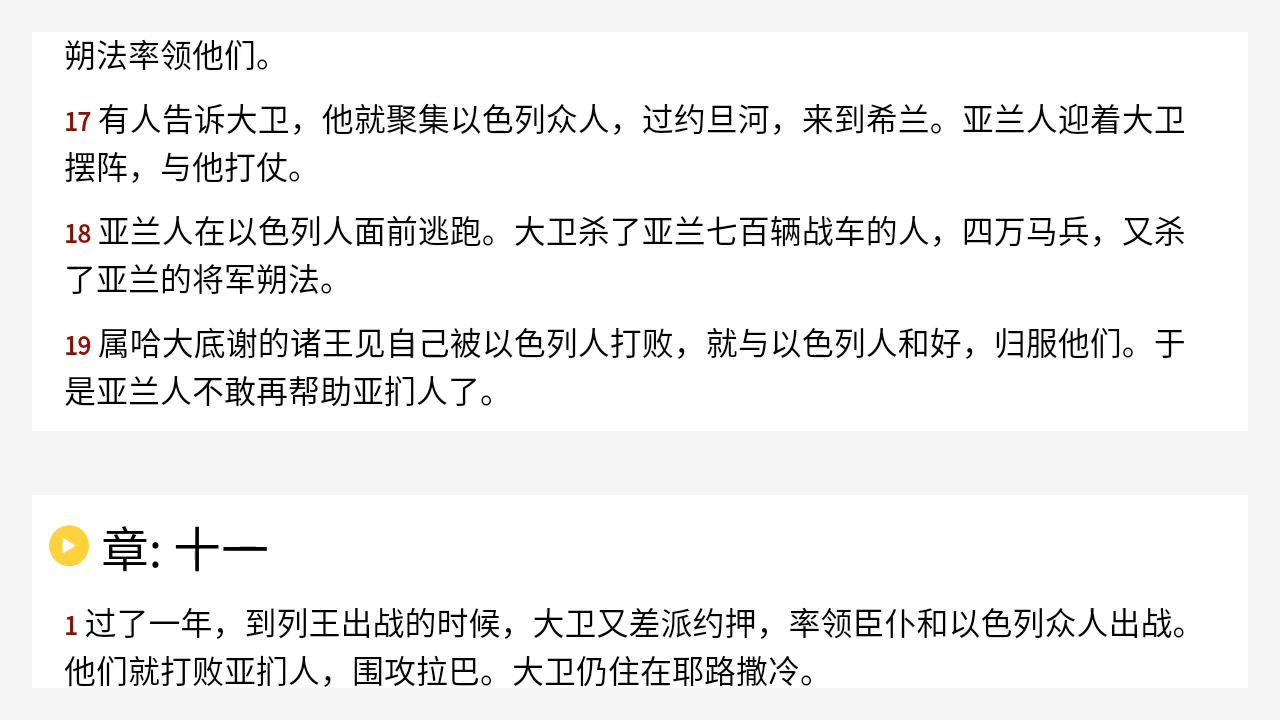 朔法率领他们。
17 有人告诉大卫，他就聚集以色列众人，过约旦河，来到希兰。亚兰人迎着大卫
摆阵，与他打仗。
18 亚兰人在以色列人面前逃跑。大卫杀了亚兰七百辆战车的人，四万马兵，又杀
了亚兰的将军朔法。
19 属哈大底谢的诸王见自己被以色列人打败，就与以色列人和好，归服他们。于
是亚兰人不敢再帮助亚扪人了。
章: 十一
1 过了一年，到列王出战的时候，大卫又差派约押，率领臣仆和以色列众人出战。
他们就打败亚扪人，围攻拉巴。大卫仍住在耶路撒冷。